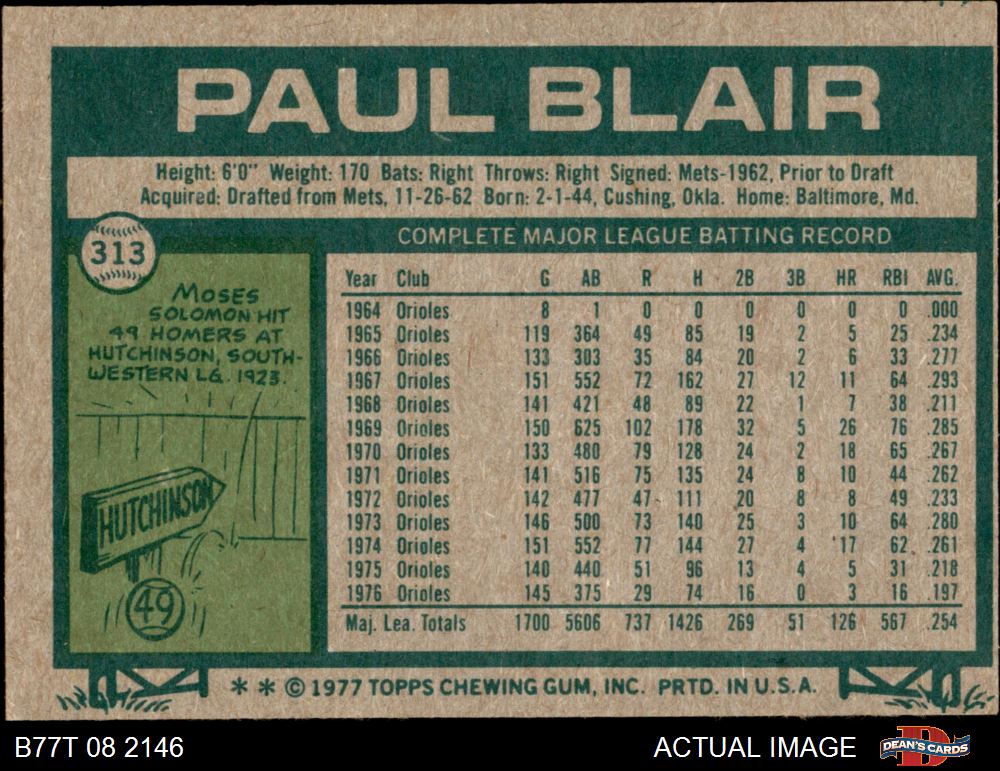 PAUL BLAIR
Height: 6'0" Weight: 170 Bats: Right Throws: Right Signed: Mets-1962, Prior to Draft
Acquired: Drafted from Mets, 11-26-62 Born: 2-1-44, Cushing, Okla. Home: Baltimore, Md.
313
MOSES
SOLOMON HIT
49 HOMERS AT
HUTCHINSON, SOUTH-
WESTERN LG. 1923.
HUTCHINSON
49
COMPLETE MAJOR LEAGUE BATTING RECORD
Year Club G AB R H 2B 3B HR RBI AVG.
1964 Orioles 8 1 0 0 0 0 0 0 .000
1965 Orioles 119 364 49 85 19 2 5 25 .234
1966 Orioles 133 303 35 84 20 2 6 33 .277
1967 Orioles 151 552 72 162 27 12 11 64 .293
1968 Orioles 141 421 48 89 22 1 7 38 .211
1969 Orioles 150 625 102 178 32 5 26 76 .285
1970 Orioles 133 480 79 128 24 2 18 65 .267
1971 Orioles 141 516 75 135 24 8 10 44 .262
1972 Orioles 142 477 47 111 20 8 8 49 .233
1973 Orioles 146 500 73 140 25 3 10 64 .280
1974 Orioles 151 552 77 144 27 4 17 62 .261
1975 Orioles 140 440 51 96 13 4 5 31 .218
1976 Orioles 145 375 29 74 16 0 3 16 .197
Maj. Lea. Totals 1700 5606 737 1426 269 51 126 567 .254
* * © 1977 TOPPS CHEWING GUM, INC. PRTD. IN U.S.A.
B77T 08 2146 ACTUAL IMAGE DEAN'S CARDS